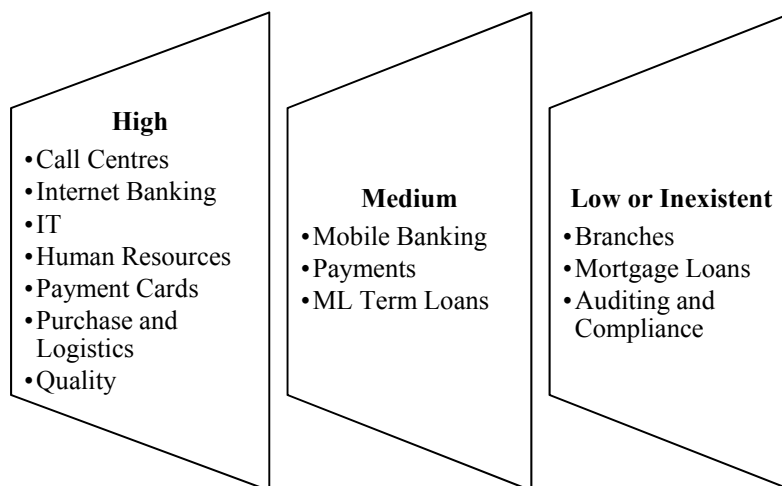 High
•Call Centres
•Internet Banking
•IT
•Human Resources
•Payment Cards
•Purchase and
Logistics
•Quality
Medium
•Mobile Banking
•Payments
•ML Term Loans
Low or Inexistent
•Branches
•Mortgage Loans
•Auditing and
Compliance